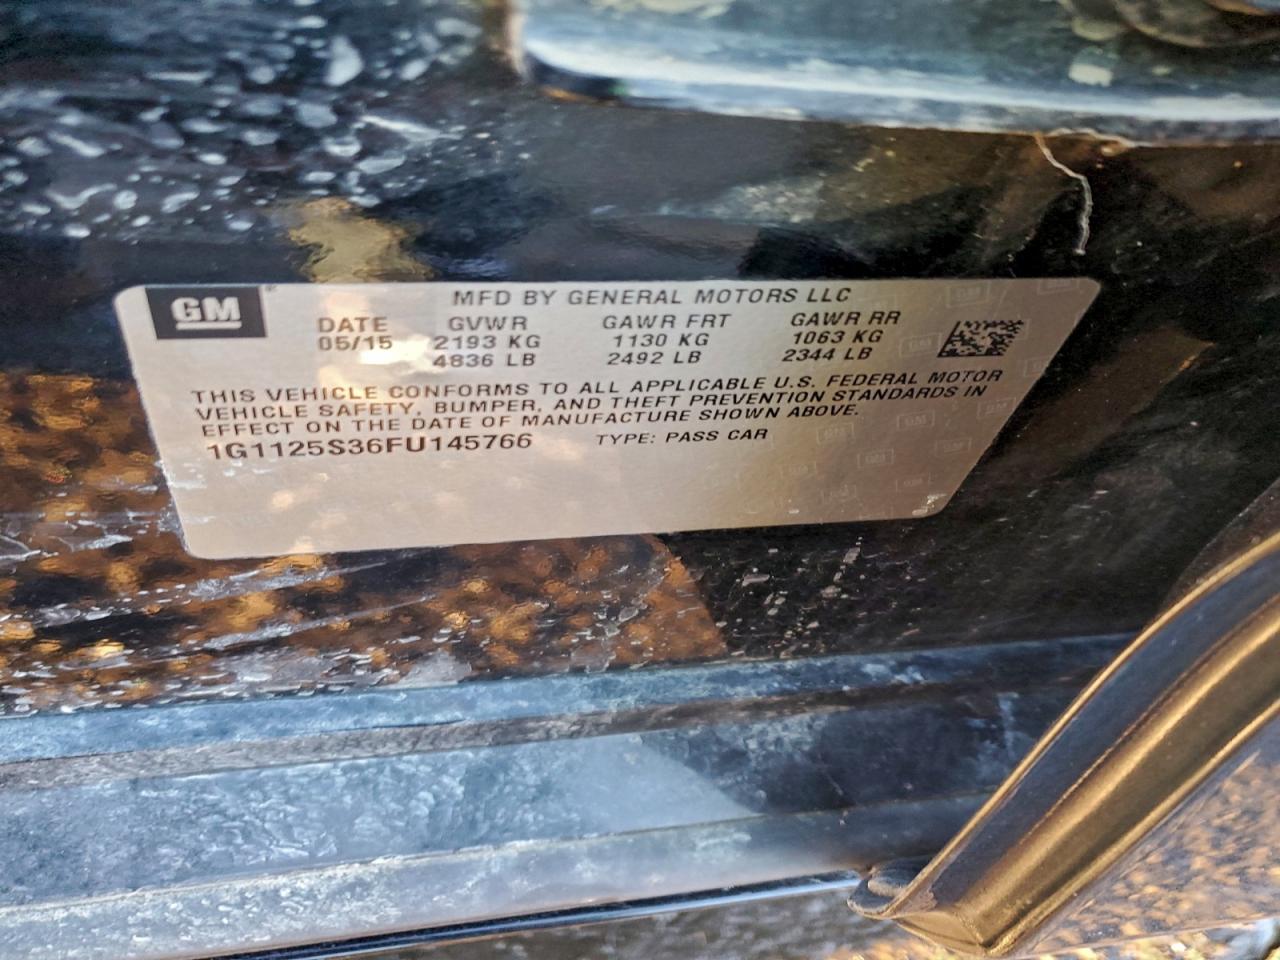 GM
MFD BY GENERAL MOTORS LLC
DATE GVWR GAWR FRT GAWR RR
05/15 2193 KG 1130 KG 1063 KG
4836 LB 2492 LB 2344 LB
THIS VEHICLE CONFORMS TO ALL APPLICABLE U.S. FEDERAL MOTOR
VEHICLE SAFETY, BUMPER, AND THEFT PREVENTION STANDARDS IN
EFFECT ON THE DATE OF MANUFACTURE SHOWN ABOVE.
1G1125S36FU145766 TYPE: PASS CAR